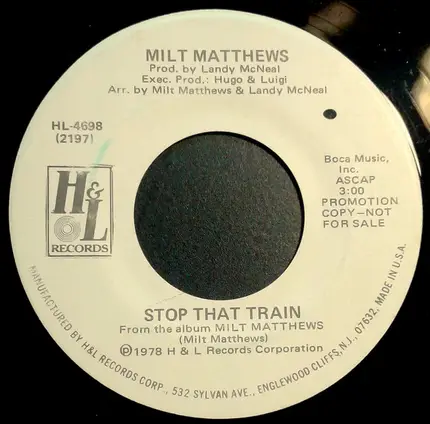 MILT MATTHEWS
Prod. by Landy McNeal
Exec. Prod.: Hugo & Luigi
Arr. by Milt Matthews & Landy McNeal
HL-4698
(2197)
H&L
RECORDS
Boca Music,
Inc.
ASCAP
3:00
PROMOTION
COPY—NOT
FOR SALE
STOP THAT TRAIN
From the album MILT MATTHEWS
(Milt Matthews)
Ⓟ©1978 H & L Records Corporation
MANUFACTURED BY H&L RECORDS CORP., 532 SYLVAN AVE., ENGLEWOOD CLIFFS, N.J., 07632, MADE IN U.S.A.